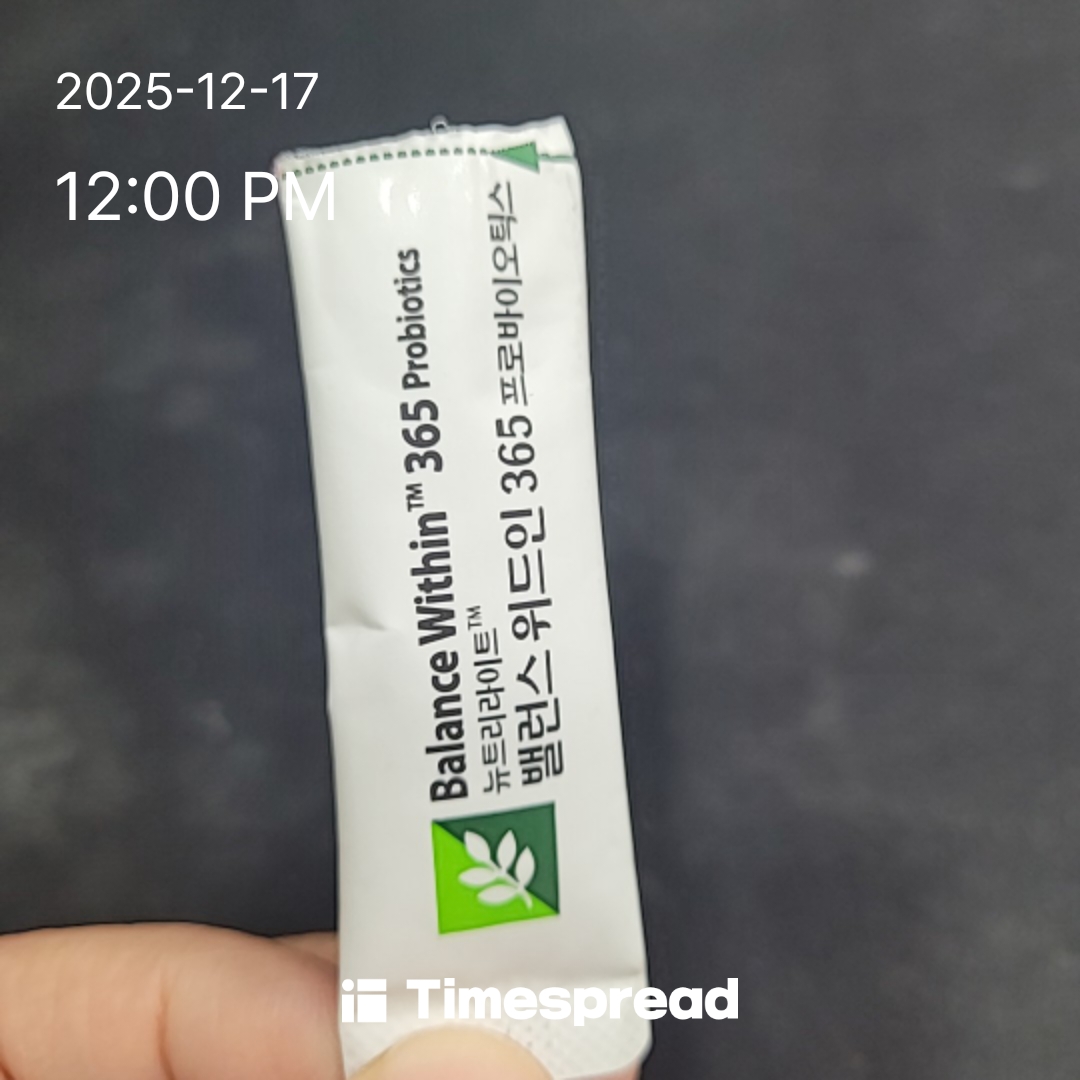 2025-12-17
12:00 PM
Balance Within™ 365 Probiotics
뉴트리라이트™
밸런스 위드인 365 프로바이오틱스
Timespread